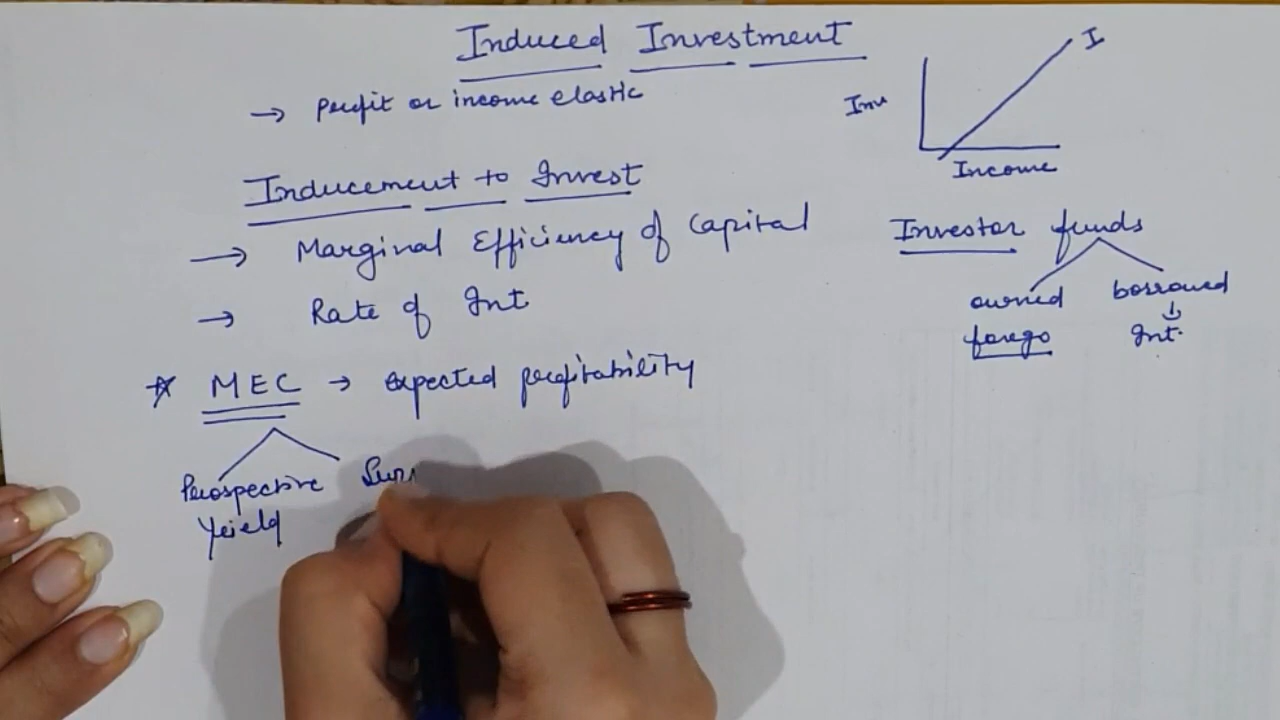 Induced Investment
→ Profit or income elastic
I
Inv
Income
Inducement to Invest
→ Marginal Efficiency of Capital
→ Rate of Int
Investor funds
owned borrowed
forego Int.
☆ MEC → expected profitability
Prospective
Yield